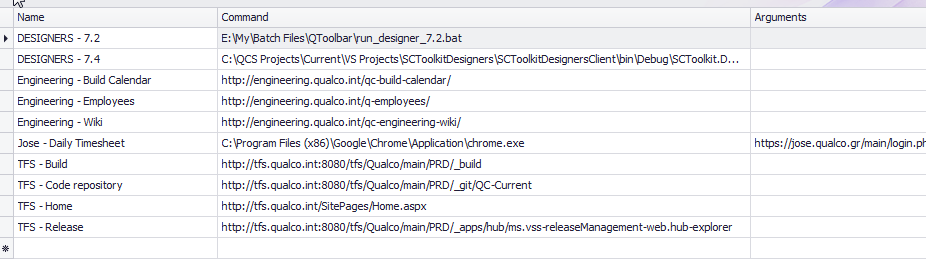 Name Command Arguments
DESIGNERS - 7.2 E:\My\Batch Files\QToolbar\run_designer_7.2.bat
DESIGNERS - 7.4 C:\QCS Projects\Current\VS Projects\SCToolkitDesigners\SCToolkitDesignersClient\bin\Debug\SCToolkit.D...
Engineering - Build Calendar http://engineering.qualco.int/qc-build-calendar/
Engineering - Employees http://engineering.qualco.int/q-employees/
Engineering - Wiki http://engineering.qualco.int/qc-engineering-wiki/
Jose - Daily Timesheet C:\Program Files (x86)\Google\Chrome\Application\chrome.exe https://jose.qualco.gr/main/login.ph
TFS - Build http://tfs.qualco.int:8080/tfs/Qualco/main/PRD/_build
TFS - Code repository http://tfs.qualco.int:8080/tfs/Qualco/main/PRD/_git/QC-Current
TFS - Home http://tfs.qualco.int/SitePages/Home.aspx
TFS - Release http://tfs.qualco.int:8080/tfs/Qualco/main/PRD/_apps/hub/ms.vss-releaseManagement-web.hub-explorer